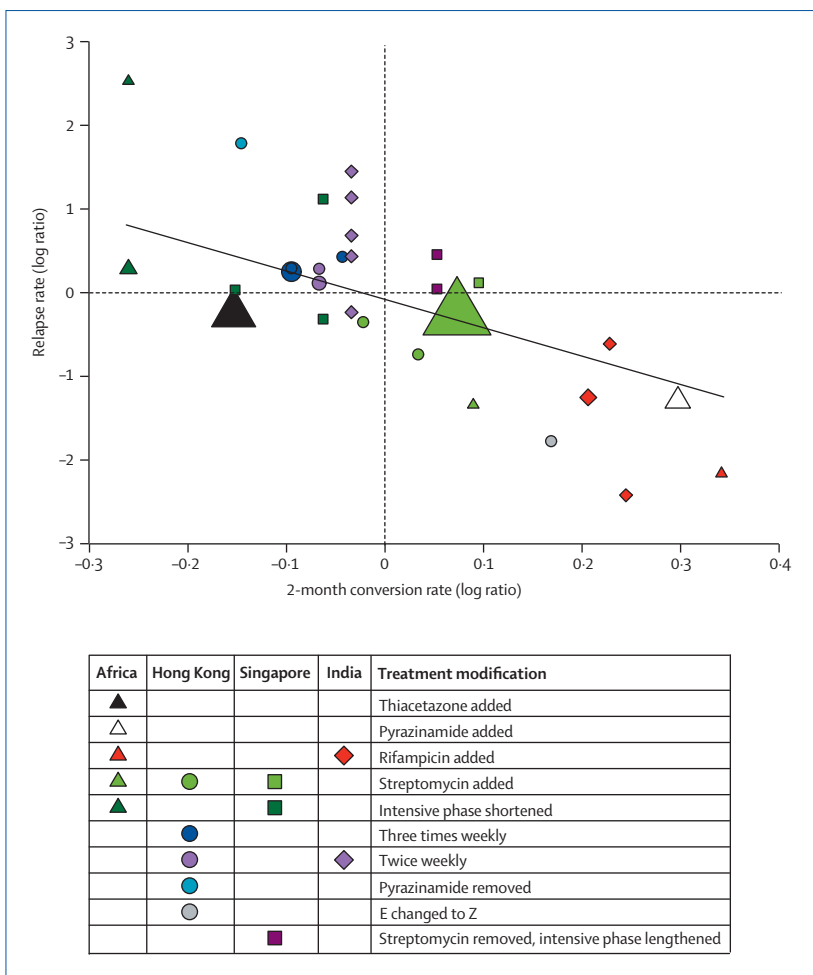 3
2
1
0
–1
–2
–3
Relapse rate (log ratio)
–0·3
–0·2
–0·1
0
0·1
0·2
0·3
0·4
2-month conversion rate (log ratio)
Africa Hong Kong Singapore India Treatment modification
Thiacetazone added
Pyrazinamide added
Rifampicin added
Streptomycin added
Intensive phase shortened
Three times weekly
Twice weekly
Pyrazinamide removed
E changed to Z
Streptomycin removed, intensive phase lengthened